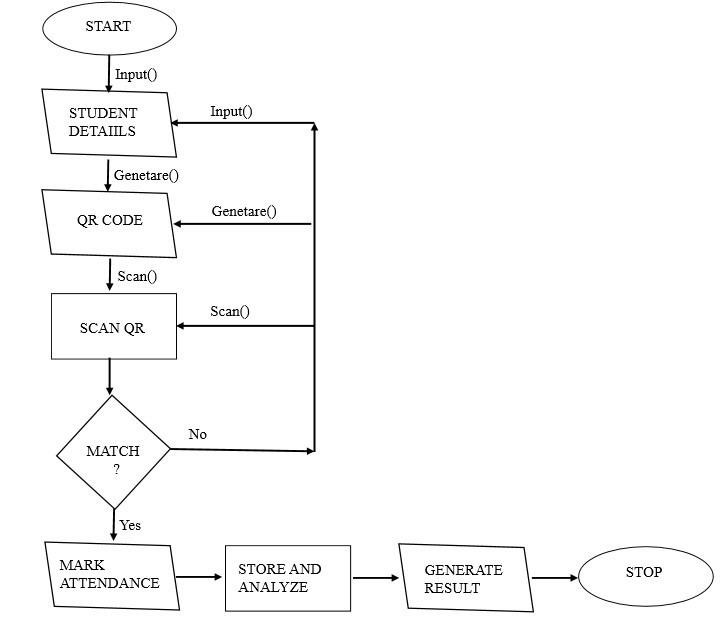 START
Input()
STUDENT
DETAIILS
Input()
Genetare()
QR CODE
Genetare()
Scan()
SCAN QR
Scan()
MATCH
?
No
Yes
MARK
ATTENDANCE
STORE AND
ANALYZE
GENERATE
RESULT
STOP